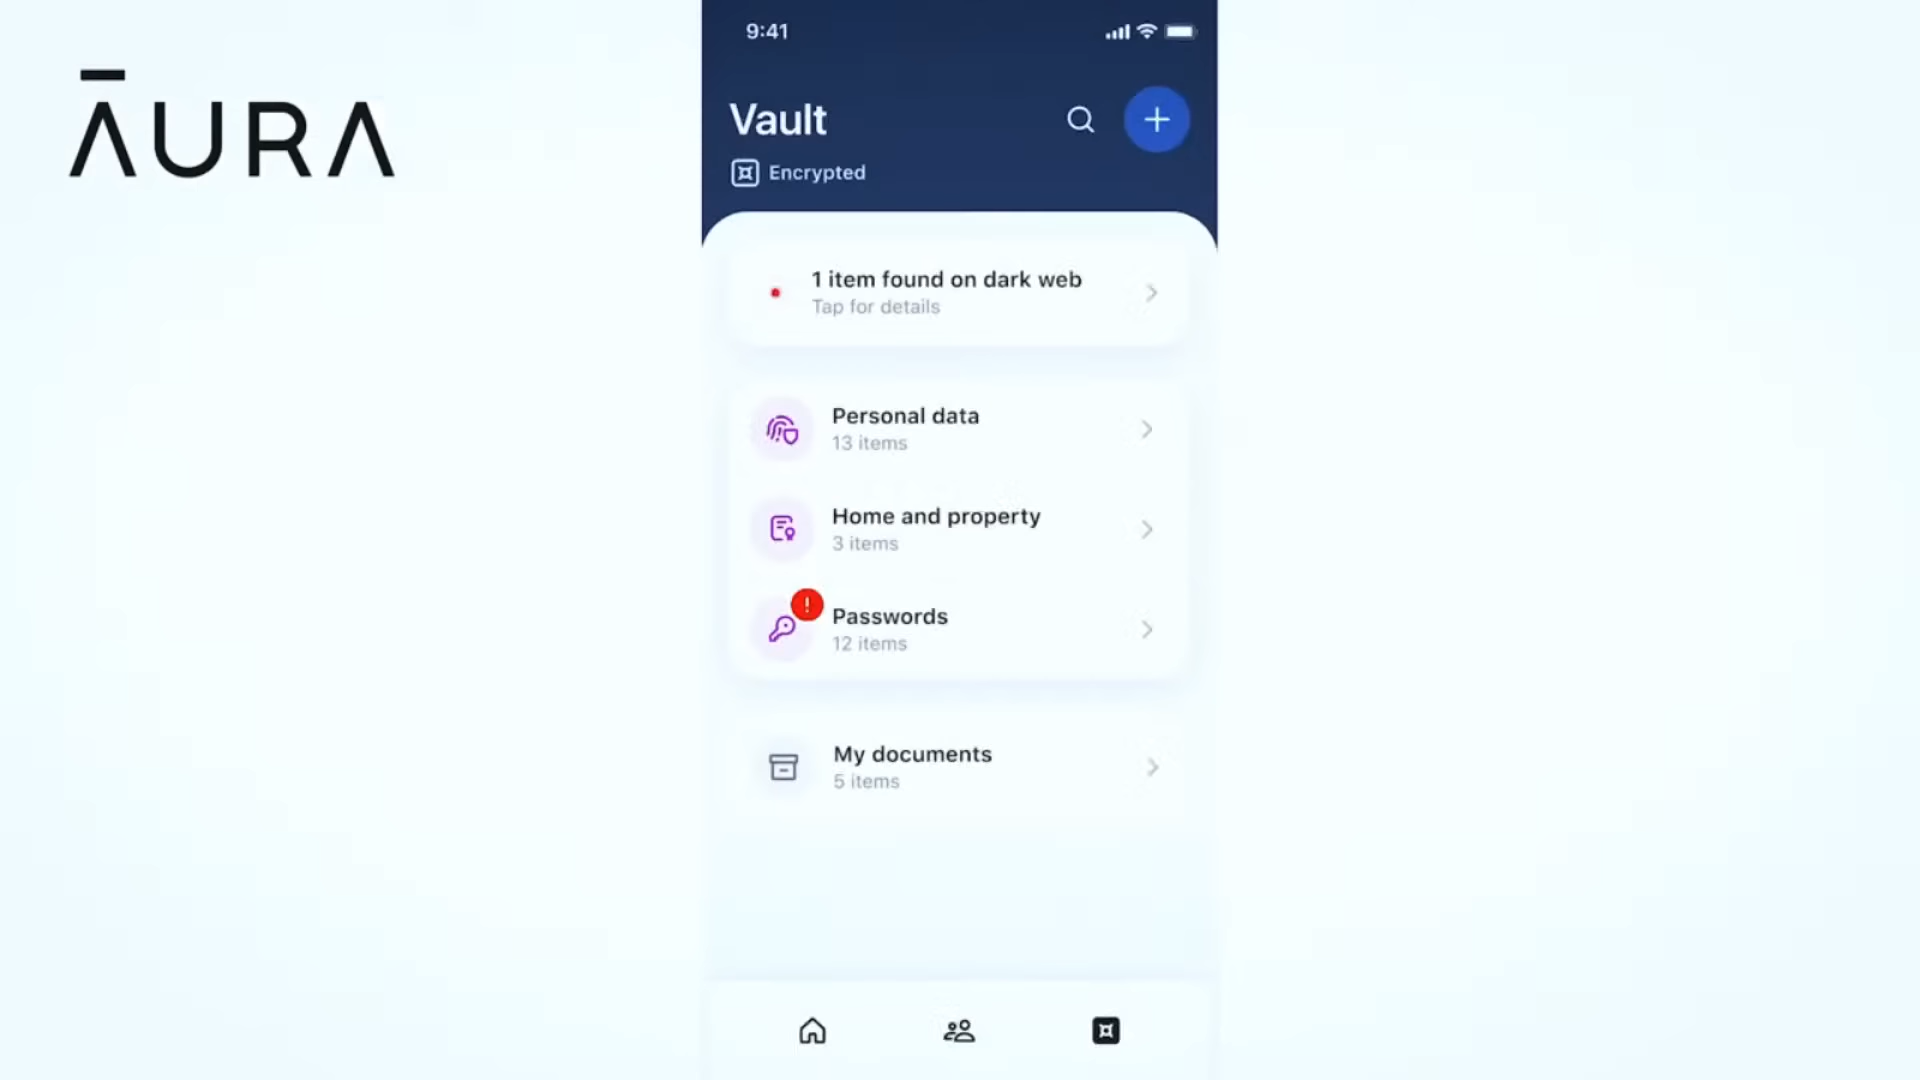 ĀURA
9:41
Vault
Encrypted
1 item found on dark web
Tap for details
Personal data
13 items
Home and property
3 items
Passwords
12 items
My documents
5 items